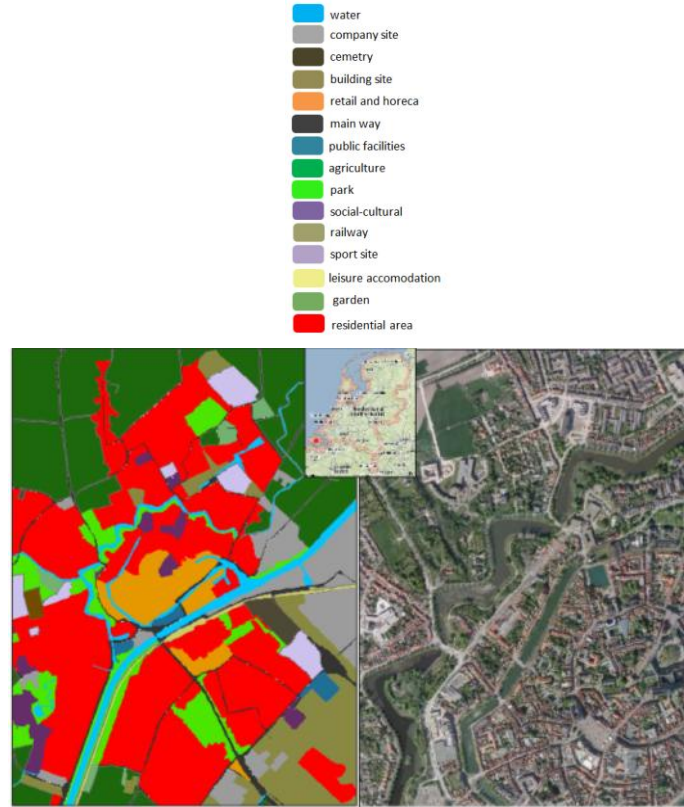 water
company site
cemetry
building site
retail and horeca
main way
public facilities
agriculture
park
social-cultural
railway
sport site
leisure accomodation
garden
residential area